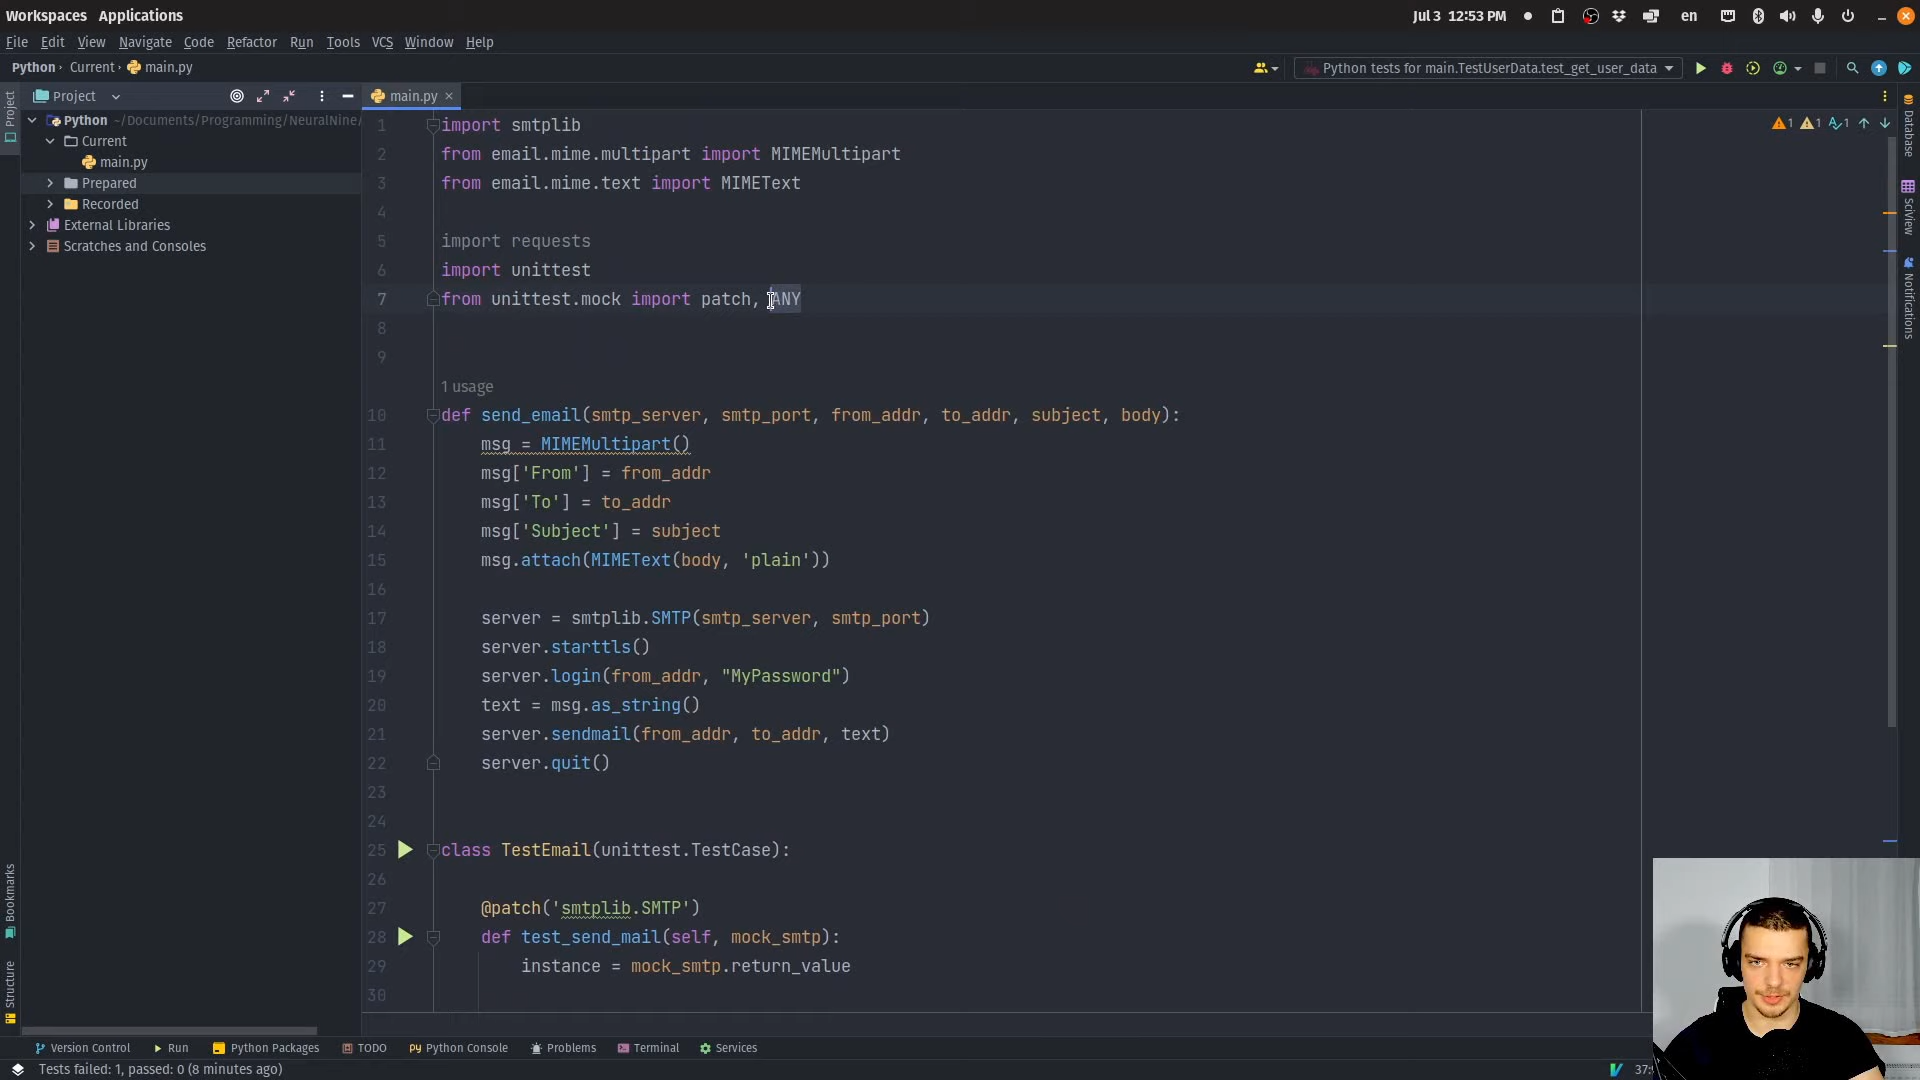 Workspaces Applications
Jul 3 12:53 PM
en
File Edit View Navigate Code Refactor Run Tools VCS Window Help
Python Current main.py
Python tests for main.TestUserData.test_get_user_data
Project
Project
main.py
Python ~/Documents/Programming/NeuralNine/
Current
main.py
Prepared
Recorded
External Libraries
Scratches and Consoles
1 import smtplib
2 from email.mime.multipart import MIMEMultipart
3 from email.mime.text import MIMEText
4
5 import requests
6 import unittest
7 from unittest.mock import patch, ANY
8
9
1 usage
10 def send_email(smtp_server, smtp_port, from_addr, to_addr, subject, body):
11 msg = MIMEMultipart()
12 msg['From'] = from_addr
13 msg['To'] = to_addr
14 msg['Subject'] = subject
15 msg.attach(MIMEText(body, 'plain'))
16
17 server = smtplib.SMTP(smtp_server, smtp_port)
18 server.starttls()
19 server.login(from_addr, "MyPassword")
20 text = msg.as_string()
21 server.sendmail(from_addr, to_addr, text)
22 server.quit()
23
24
25 class TestEmail(unittest.TestCase):
26
27 @patch('smtplib.SMTP')
28 def test_send_mail(self, mock_smtp):
29 instance = mock_smtp.return_value
30
1 1 1
Database
SciView
Notifications
Bookmarks
Structure
Version Control Run Python Packages TODO Python Console Problems Terminal Services
Tests failed: 1, passed: 0 (8 minutes ago)